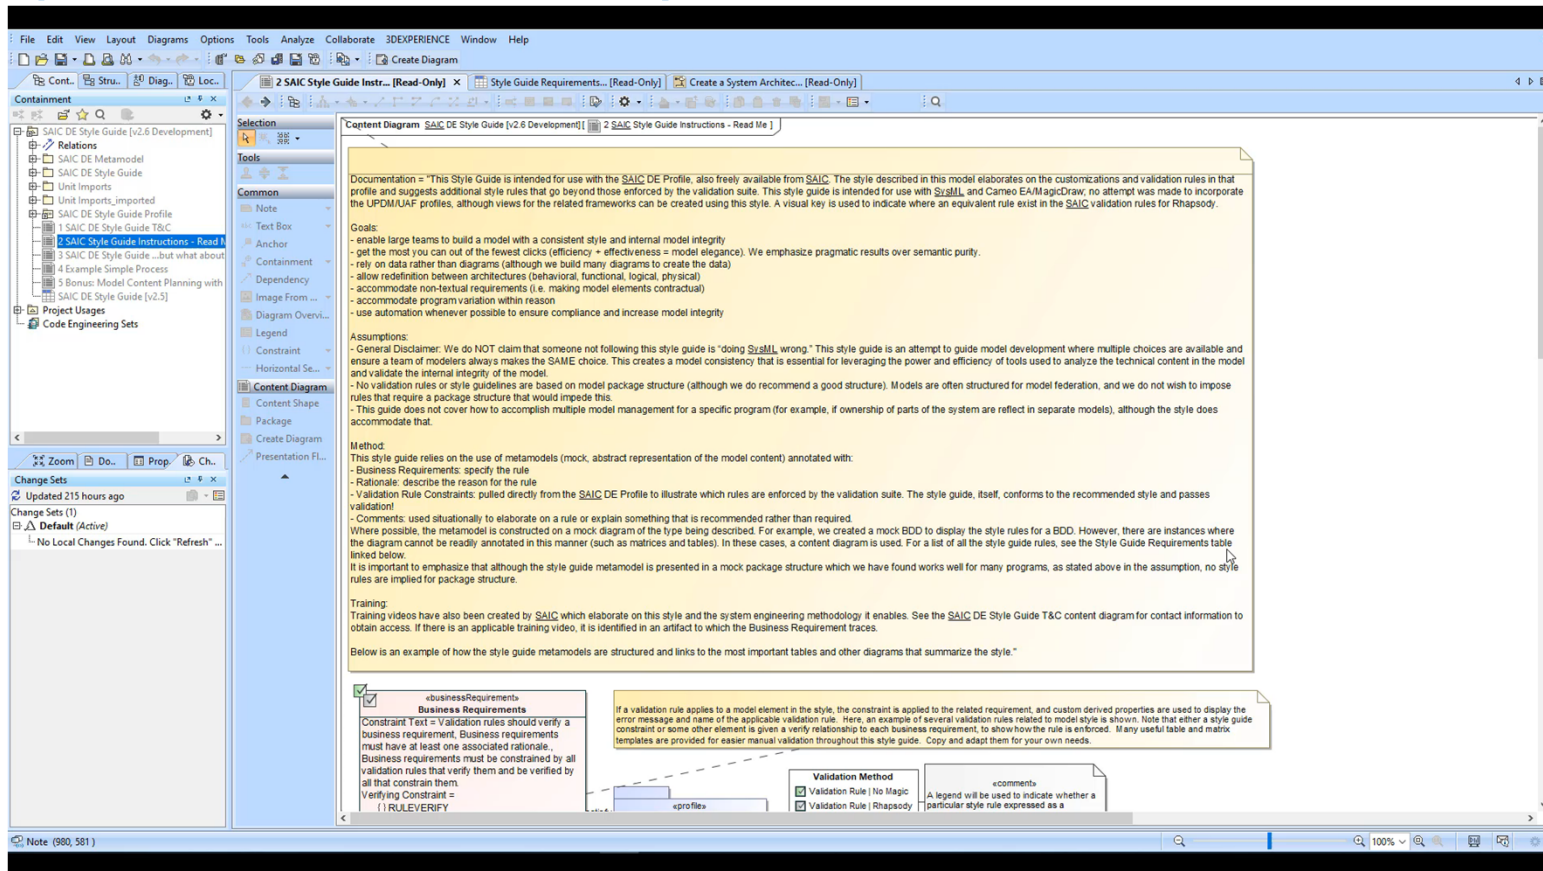 File Edit View Layout Diagrams Options Tools Analyze Collaborate 3DEXPERIENCE Window Help
Create Diagram
Cont.. Stru.. Diag.. Loc...
2 SAIC Style Guide Instr... [Read-Only] Style Guide Requirements... [Read-Only] Create a System Architec... [Read-Only]
Containment
SAIC DE Style Guide [v2.6 Development]
Relations
SAIC DE Metamodel
SAIC DE Style Guide
Unit Imports
Unit Imports_imported
SAIC DE Style Guide Profile
1 SAIC DE Style Guide T&C
2 SAIC Style Guide Instructions - Read M
3 SAIC DE Style Guide ...but what about
4 Example Simple Process
5 Bonus: Model Content Planning with
SAIC DE Style Guide [v2.5]
Project Usages
Code Engineering Sets
Zoom Do.. Prop. Ch..
Change Sets
Updated 215 hours ago
Change Sets (1)
Default (Active)
No Local Changes Found. Click "Refresh" ...
Selection
Tools
Common
Note
Text Box
Anchor
Containment
Dependency
Image From ...
Diagram Overvi...
Legend
Constraint
Horizontal Se...
Content Diagram
Content Shape
Package
Create Diagram
Presentation Fl...
Content Diagram SAIC DE Style Guide [v2.6 Development] [ 2 SAIC Style Guide Instructions - Read Me ]
Documentation = "This Style Guide is intended for use with the SAIC DE Profile, also freely available from SAIC. The style described in this model elaborates on the customizations and validation rules in that
profile and suggests additional style rules that go beyond those enforced by the validation suite. This style guide is intended for use with SysML and Cameo EA/MagicDraw; no attempt was made to incorporate
the UPDM/UAF profiles, although views for the related frameworks can be created using this style. A visual key is used to indicate where an equivalent rule exist in the SAIC validation rules for Rhapsody.
Goals:
- enable large teams to build a model with a consistent style and internal model integrity
- get the most you can out of the fewest clicks (efficiency + effectiveness = model elegance). We emphasize pragmatic results over semantic purity.
- rely on data rather than diagrams (although we build many diagrams to create the data)
- allow redefinition between architectures (behavioral, functional, logical, physical)
- accommodate non-textual requirements (i.e. making model elements contractual)
- accommodate program variation within reason
- use automation whenever possible to ensure compliance and increase model integrity
Assumptions:
- General Disclaimer: We do NOT claim that someone not following this style guide is "doing SysML wrong." This style guide is an attempt to guide model development where multiple choices are available and
ensure a team of modelers always makes the SAME choice. This creates a model consistency that is essential for leveraging the power and efficiency of tools used to analyze the technical content in the model
and validate the internal integrity of the model.
- No validation rules or style guidelines are based on model package structure (although we do recommend a good structure). Models are often structured for model federation, and we do not wish to impose
rules that require a package structure that would impede this.
- This guide does not cover how to accomplish multiple model management for a specific program (for example, if ownership of parts of the system are reflect in separate models), although the style does
accommodate that.
Method:
This style guide relies on the use of metamodels (mock, abstract representation of the model content) annotated with:
- Business Requirements: specify the rule
- Rationale: describe the reason for the rule
- Validation Rule Constraints: pulled directly from the SAIC DE Profile to illustrate which rules are enforced by the validation suite. The style guide, itself, conforms to the recommended style and passes
validation!
- Comments: used situationally to elaborate on a rule or explain something that is recommended rather than required.
Where possible, the metamodel is constructed on a mock diagram of the type being described. For example, we created a mock BDD to display the style rules for a BDD. However, there are instances where
the diagram cannot be readily annotated in this manner (such as matrices and tables). In these cases, a content diagram is used. For a list of all the style guide rules, see the Style Guide Requirements table
linked below.
It is important to emphasize that although the style guide metamodel is presented in a mock package structure which we have found works well for many programs, as stated above in the assumption, no style
rules are implied for package structure.
Training:
Training videos have also been created by SAIC which elaborate on this style and the system engineering methodology it enables. See the SAIC DE Style Guide T&C content diagram for contact information to
obtain access. If there is an applicable training video, it is identified in an artifact to which the Business Requirement traces.
Below is an example of how the style guide metamodels are structured and links to the most important tables and other diagrams that summarize the style."
«businessRequirement»
Business Requirements
Constraint Text = Validation rules should verify a
business requirement, Business requirements
must have at least one associated rationale.,
Business requirements must be constrained by all
validation rules that verify them and be verified by
all that constrain them.
Verifying Constraint =
{ } RULEVERIFY
If a validation rule applies to a model element in the style, the constraint is applied to the related requirement, and custom derived properties are used to display the
error message and name of the applicable validation rule. Here, an example of several validation rules related to model style is shown. Note that either a style guide
constraint or some other element is given a verify relationship to each business requirement, to show how the rule is enforced. Many useful table and matrix
templates are provided for easier manual validation throughout this style guide. Copy and adapt them for your own needs.
«profile»
Validation Method
Validation Rule | No Magic
Validation Rule | Rhapsody
«comment»
A legend will be used to indicate whether a
particular style rule expressed as a
Note (980, 581 )
100%